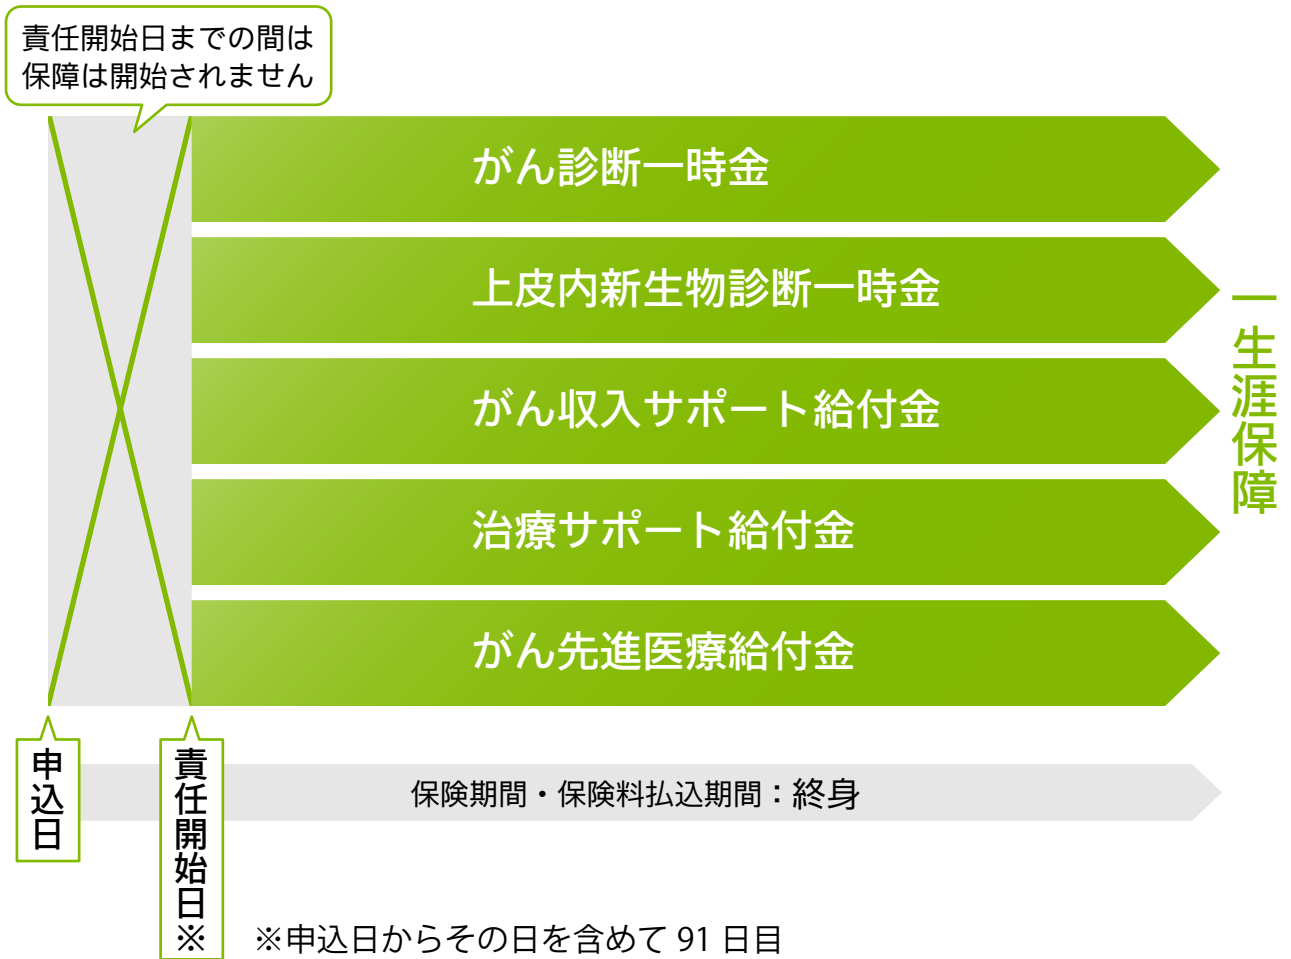 責任開始日までの間は
保障は開始されません
がん診断一時金
上皮内新生物診断一時金
がん収入サポート給付金
治療サポート給付金
がん先進医療給付金
一生涯保障
申込日
責任開始日※
保険期間・保険料払込期間：終身
※申込日からその日を含めて 91 日目